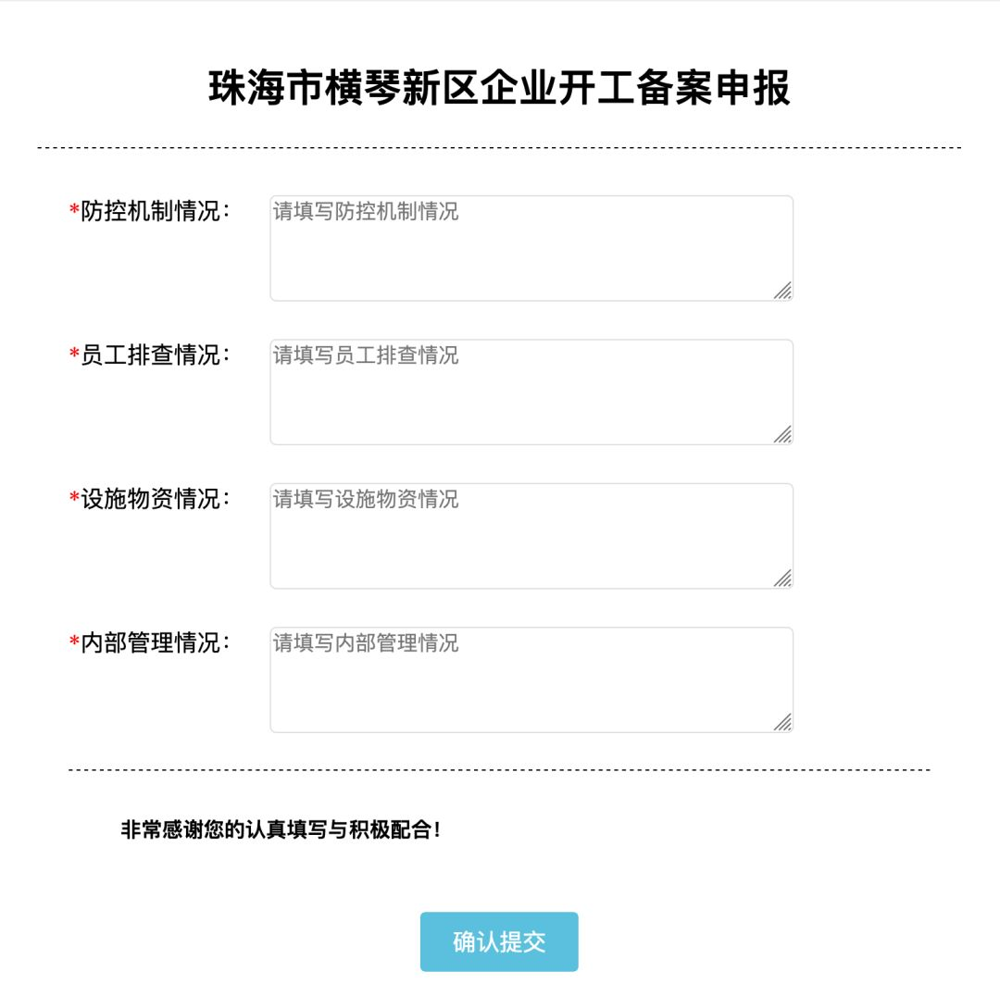 珠海市横琴新区企业开工备案申报
*防控机制情况：
请填写防控机制情况
*员工排查情况：
请填写员工排查情况
*设施物资情况：
请填写设施物资情况
*内部管理情况：
请填写内部管理情况
非常感谢您的认真填写与积极配合！
确认提交